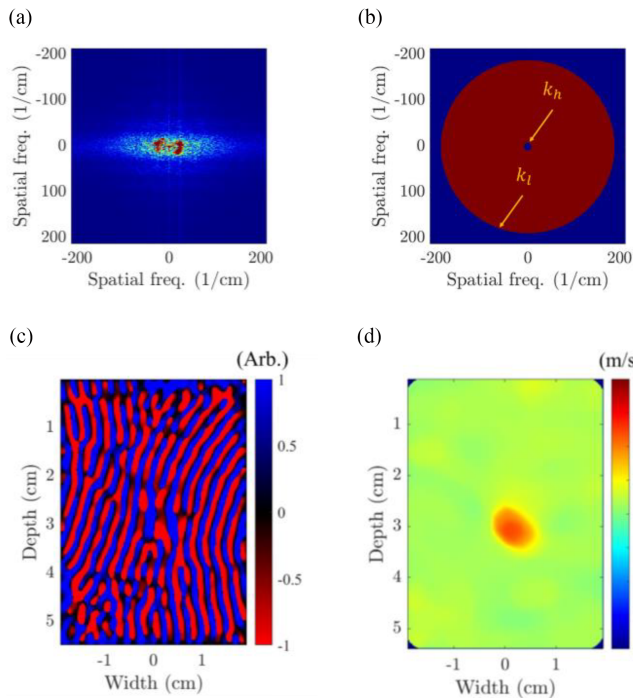 (a)
(b)
-200
-100
0
100
200
Spatial freq. (1/cm)
-200
0
200
Spatial freq. (1/cm)
-200
-100
0
100
200
Spatial freq. (1/cm)
k_h
k_l
-200
0
200
Spatial freq. (1/cm)
(c)
(Arb.)
1
2
3
4
5
Depth (cm)
-1
0
1
Width (cm)
1
0.5
0
-0.5
-1
(d)
(m/s
1
2
3
4
5
Depth (cm)
-1
0
1
Width (cm)